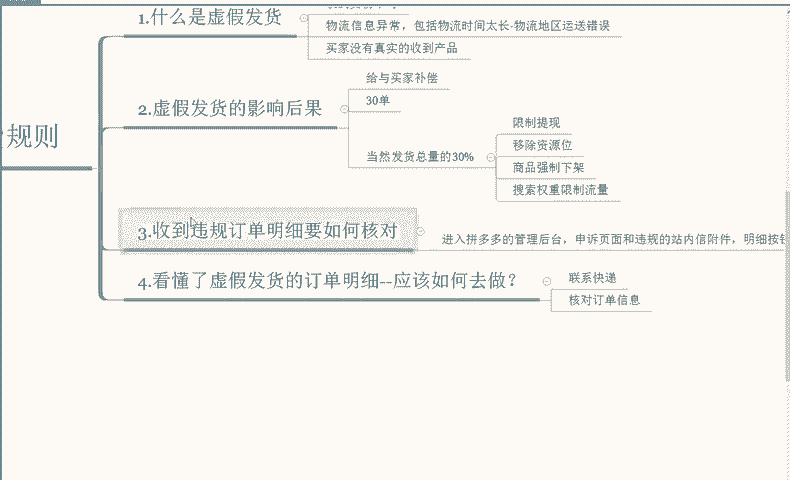 规则
1.什么是虚假发货
物流信息异常，包括物流时间太长-物流地区运送错误
买家没有真实的收到产品
2.虚假发货的影响后果
给与买家补偿
30单
当然发货总量的30%
限制提现
移除资源位
商品强制下架
搜索权重限制流量
3.收到违规订单明细要如何核对
进入拼多多的管理后台，申诉页面和违规的站内信附件，明细按
4.看懂了虚假发货的订单明细--应该如何去做？
联系快递
核对订单信息